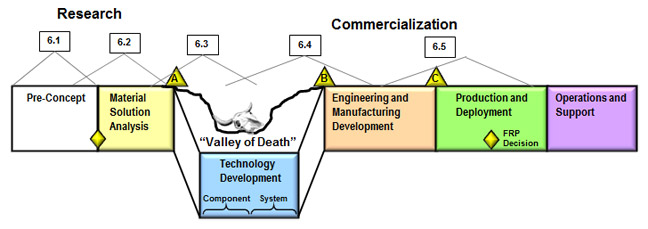 Research
Commercialization
6.1
6.2
6.3
6.4
6.5
A
B
C
Pre-Concept
Material
Solution
Analysis
“Valley of Death”
Technology
Development
Component
System
Engineering and
Manufacturing
Development
Production and
Deployment
FRP
Decision
Operations and
Support